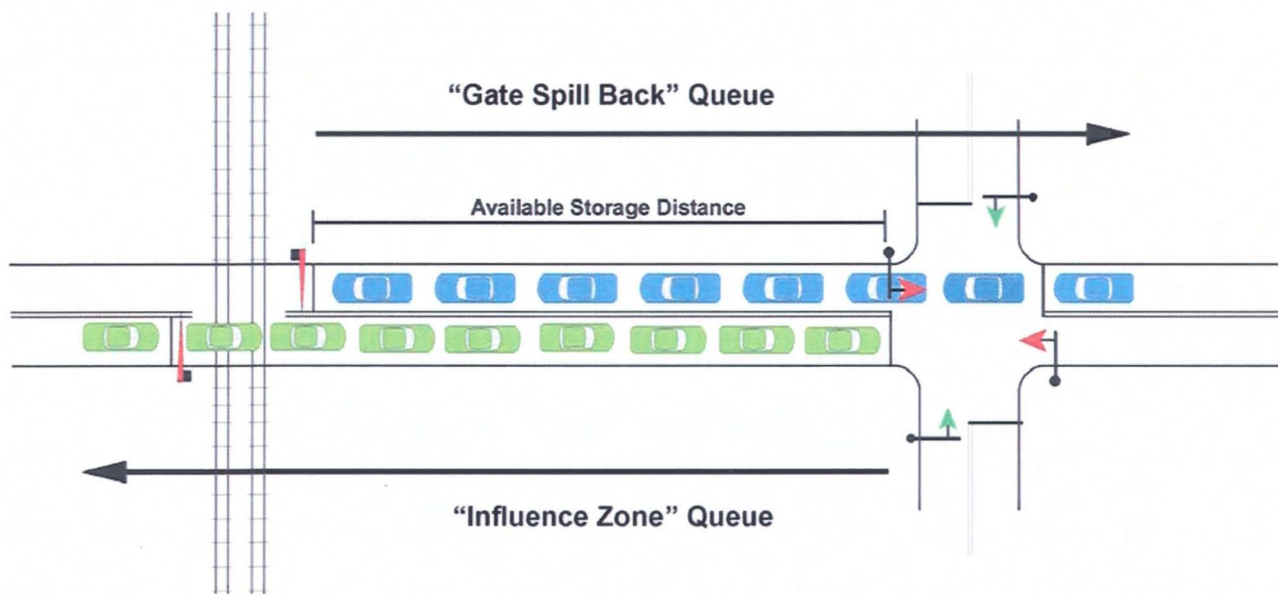 “Gate Spill Back” Queue
Available Storage Distance
“Influence Zone” Queue